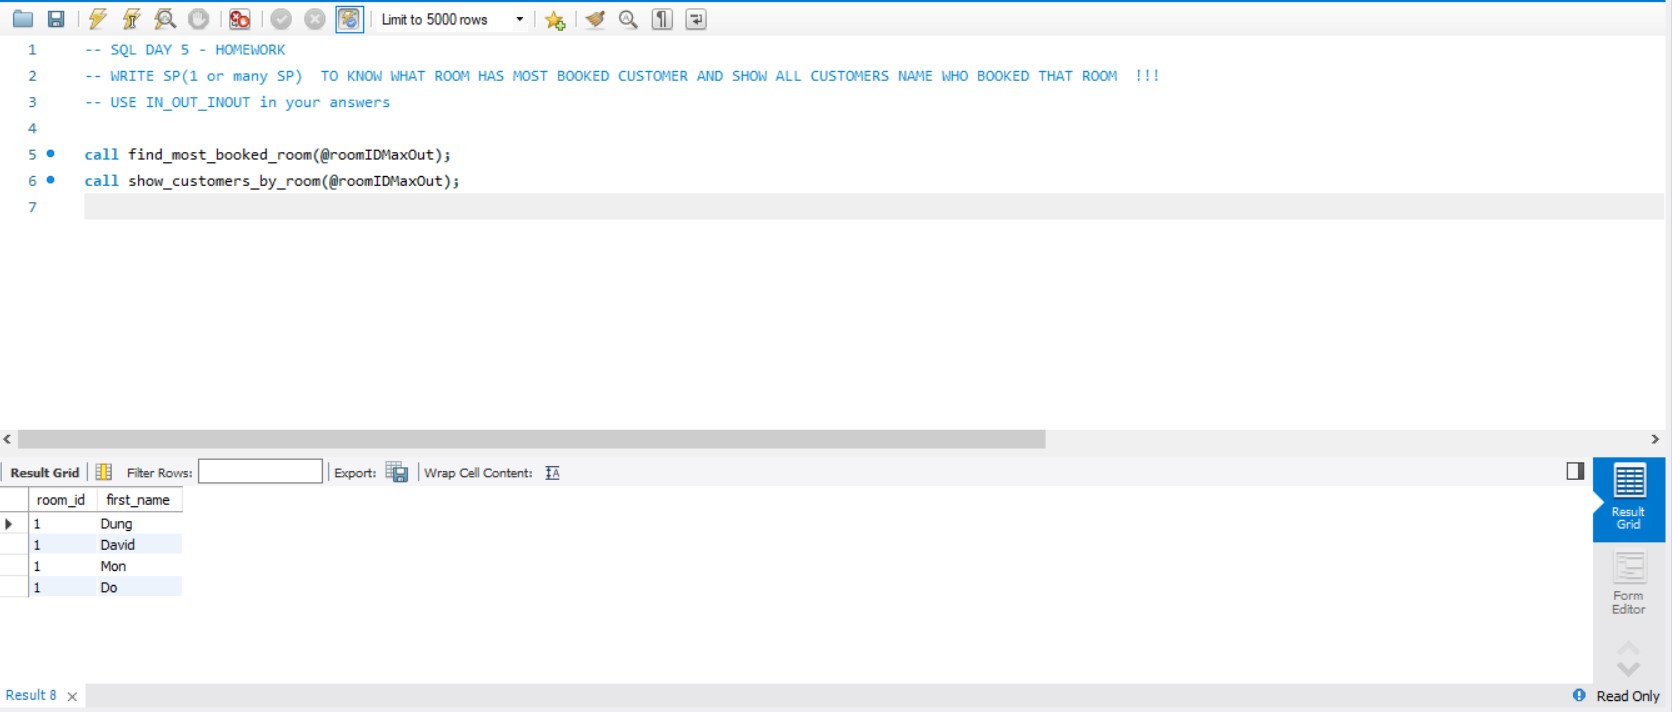 Limit to 5000 rows
1 -- SQL DAY 5 - HOMEWORK
2 -- WRITE SP(1 or many SP)  TO KNOW WHAT ROOM HAS MOST BOOKED CUSTOMER AND SHOW ALL CUSTOMERS NAME WHO BOOKED THAT ROOM  !!!
3 -- USE IN_OUT_INOUT in your answers
4
5 call find_most_booked_room(@roomIDMaxOut);
6 call show_customers_by_room(@roomIDMaxOut);
7
Result Grid Filter Rows: Export: Wrap Cell Content:
room_id first_name
1 Dung
1 David
1 Mon
1 Do
Result
Grid
Form
Editor
Result 8 Read Only